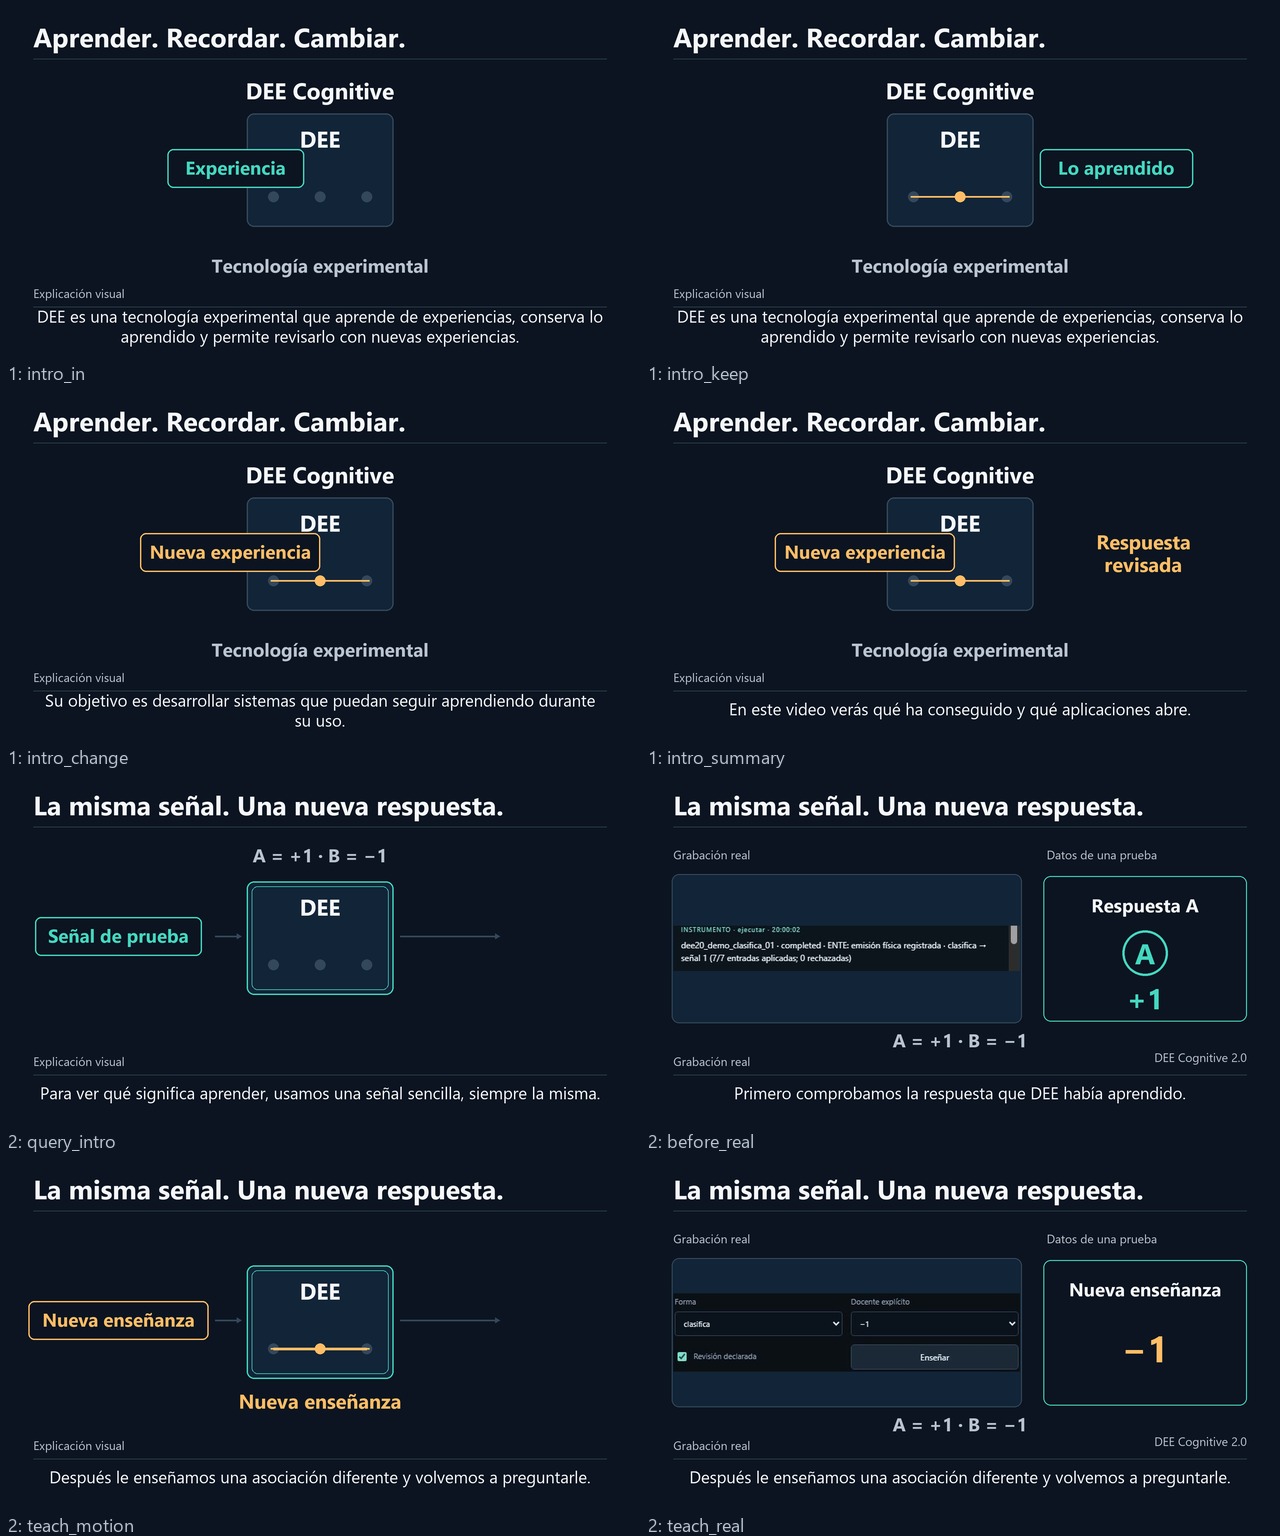 Aprender. Recordar. Cambiar.
DEE Cognitive
DEE
Experiencia
Tecnología experimental
Explicación visual
DEE es una tecnología experimental que aprende de experiencias, conserva lo
aprendido y permite revisarlo con nuevas experiencias.
1: intro_in
Aprender. Recordar. Cambiar.
DEE Cognitive
DEE
Lo aprendido
Tecnología experimental
Explicación visual
DEE es una tecnología experimental que aprende de experiencias, conserva lo
aprendido y permite revisarlo con nuevas experiencias.
1: intro_keep
Aprender. Recordar. Cambiar.
DEE Cognitive
DEE
Nueva experiencia
Tecnología experimental
Explicación visual
Su objetivo es desarrollar sistemas que puedan seguir aprendiendo durante
su uso.
1: intro_change
Aprender. Recordar. Cambiar.
DEE Cognitive
DEE
Nueva experiencia
Respuesta
revisada
Tecnología experimental
Explicación visual
En este video verás qué ha conseguido y qué aplicaciones abre.
1: intro_summary
La misma señal. Una nueva respuesta.
A = +1 · B = −1
DEE
Señal de prueba
Explicación visual
Para ver qué significa aprender, usamos una señal sencilla, siempre la misma.
2: query_intro
La misma señal. Una nueva respuesta.
Grabación real
Datos de una prueba
INSTRUMENTO · ejecutar · 20:00:02
dee20_demo_clasifica_01 · completed · ENTE: emisión física registrada · clasifica →
señal 1 (7/7 entradas aplicadas; 0 rechazadas)
Respuesta A
A
+1
A = +1 · B = −1
DEE Cognitive 2.0
Grabación real
Primero comprobamos la respuesta que DEE había aprendido.
2: before_real
La misma señal. Una nueva respuesta.
DEE
Nueva enseñanza
Nueva enseñanza
Explicación visual
Después le enseñamos una asociación diferente y volvemos a preguntarle.
2: teach_motion
La misma señal. Una nueva respuesta.
Grabación real
Datos de una prueba
Forma
Docente explícito
clasifica
−1
Revisión declarada
Enseñar
Nueva enseñanza
−1
A = +1 · B = −1
DEE Cognitive 2.0
Grabación real
Después le enseñamos una asociación diferente y volvemos a preguntarle.
2: teach_real